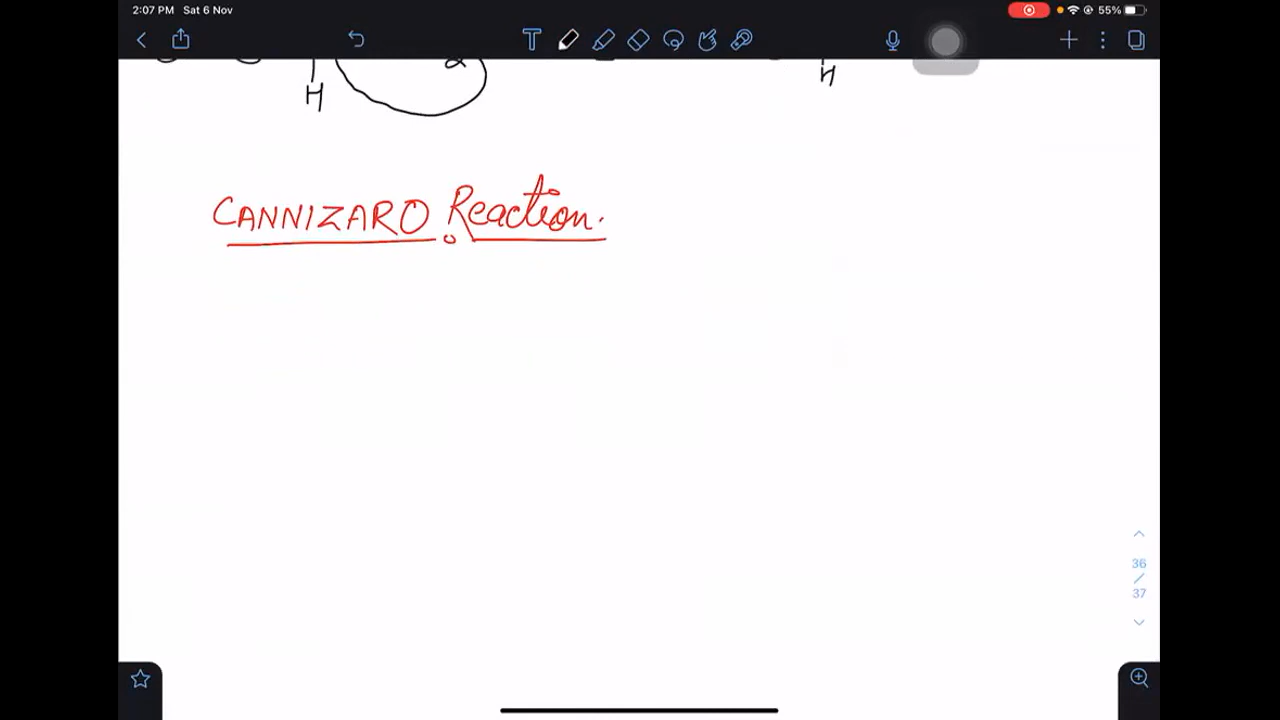 2:07 PM Sat 6 Nov 55%
α
H H
CANNIZARO Reaction.
36
/
37